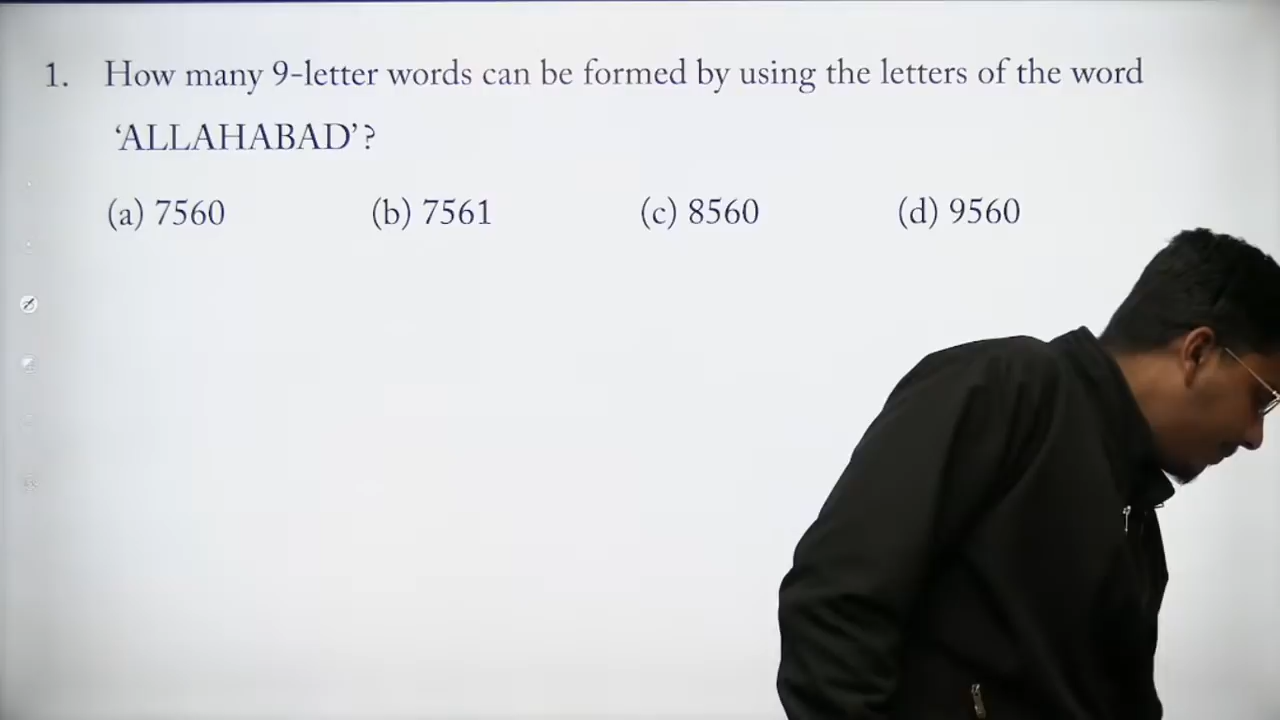 1. How many 9-letter words can be formed by using the letters of the word
‘ALLAHABAD’?
(a) 7560 (b) 7561 (c) 8560 (d) 9560